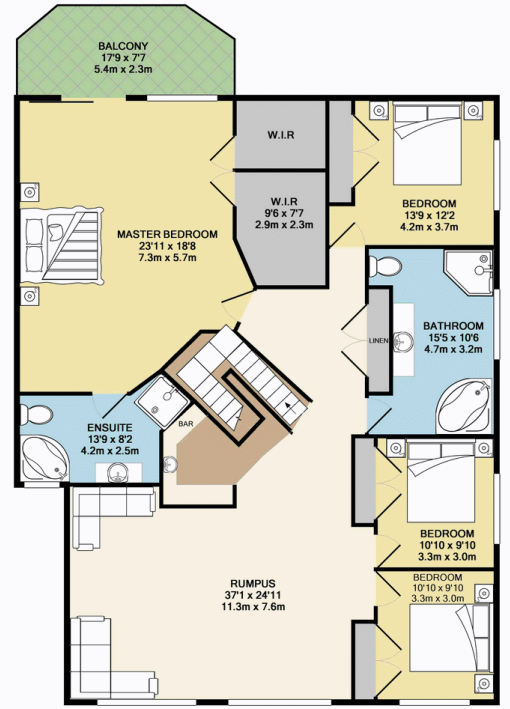 BALCONY
17'9 x 7'7
5.4m x 2.3m
W.I.R
W.I.R
9'6 x 7'7
2.9m x 2.3m
BEDROOM
13'9 x 12'2
4.2m x 3.7m
MASTER BEDROOM
23'11 x 18'8
7.3m x 5.7m
LINEN
BATHROOM
15'5 x 10'6
4.7m x 3.2m
ENSUITE
13'9 x 8'2
4.2m x 2.5m
BAR
BEDROOM
10'10 x 9'10
3.3m x 3.0m
RUMPUS
37'1 x 24'11
11.3m x 7.6m
BEDROOM
10'10 x 9'10
3.3m x 3.0m